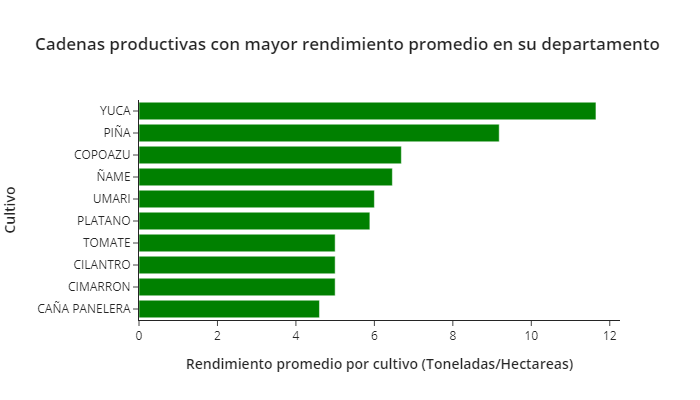 Cadenas productivas con mayor rendimiento promedio en su departamento
Cultivo
YUCA
PIÑA
COPOAZU
ÑAME
UMARI
PLATANO
TOMATE
CILANTRO
CIMARRON
CAÑA PANELERA
0 2 4 6 8 10 12
Rendimiento promedio por cultivo (Toneladas/Hectareas)